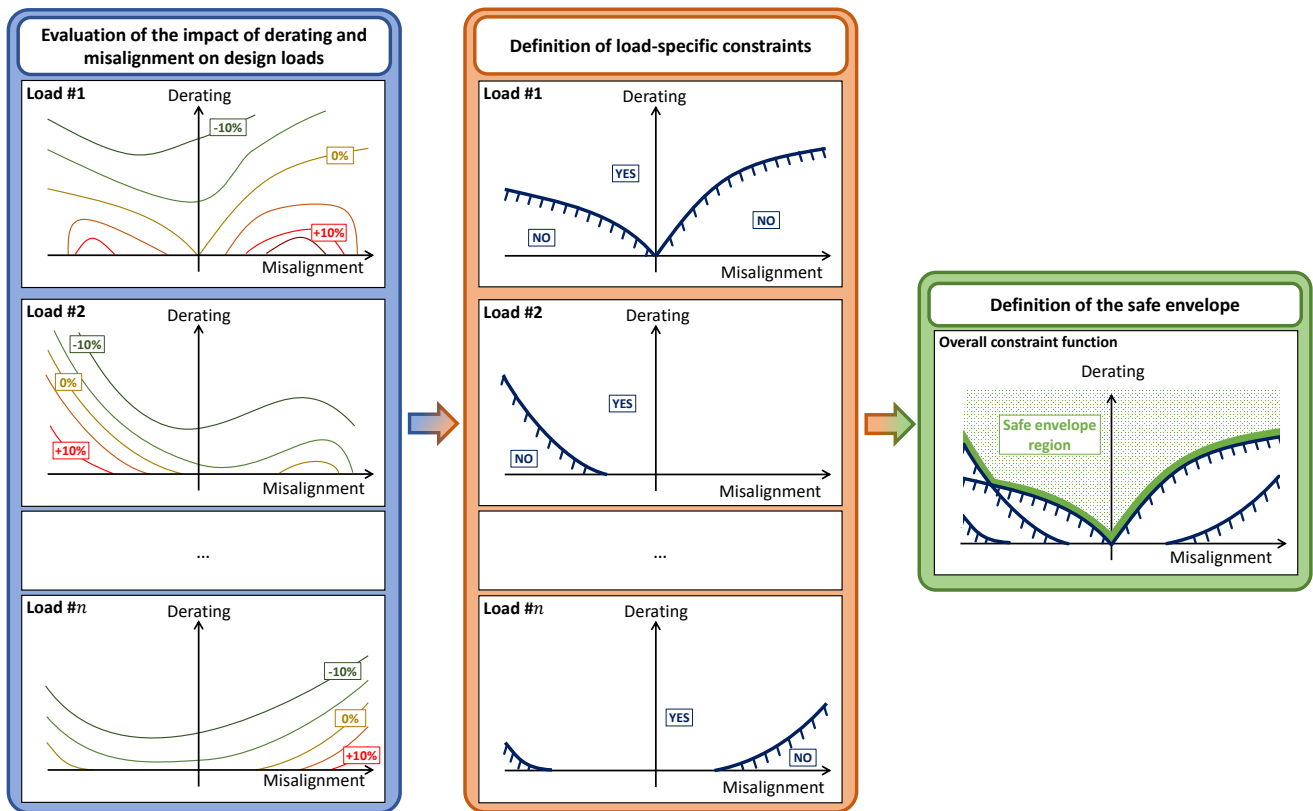 Evaluation of the impact of derating and
misalignment on design loads
Load #1
Derating
-10%
0%
+10%
Misalignment
Load #2
Derating
-10%
0%
+10%
Misalignment
...
Load #n
Derating
-10%
0%
+10%
Misalignment
Definition of load-specific constraints
Load #1
Derating
YES
NO
NO
Misalignment
Load #2
Derating
YES
NO
Misalignment
...
Load #n
Derating
YES
NO
Misalignment
Definition of the safe envelope
Overall constraint function
Derating
Safe envelope
region
Misalignment